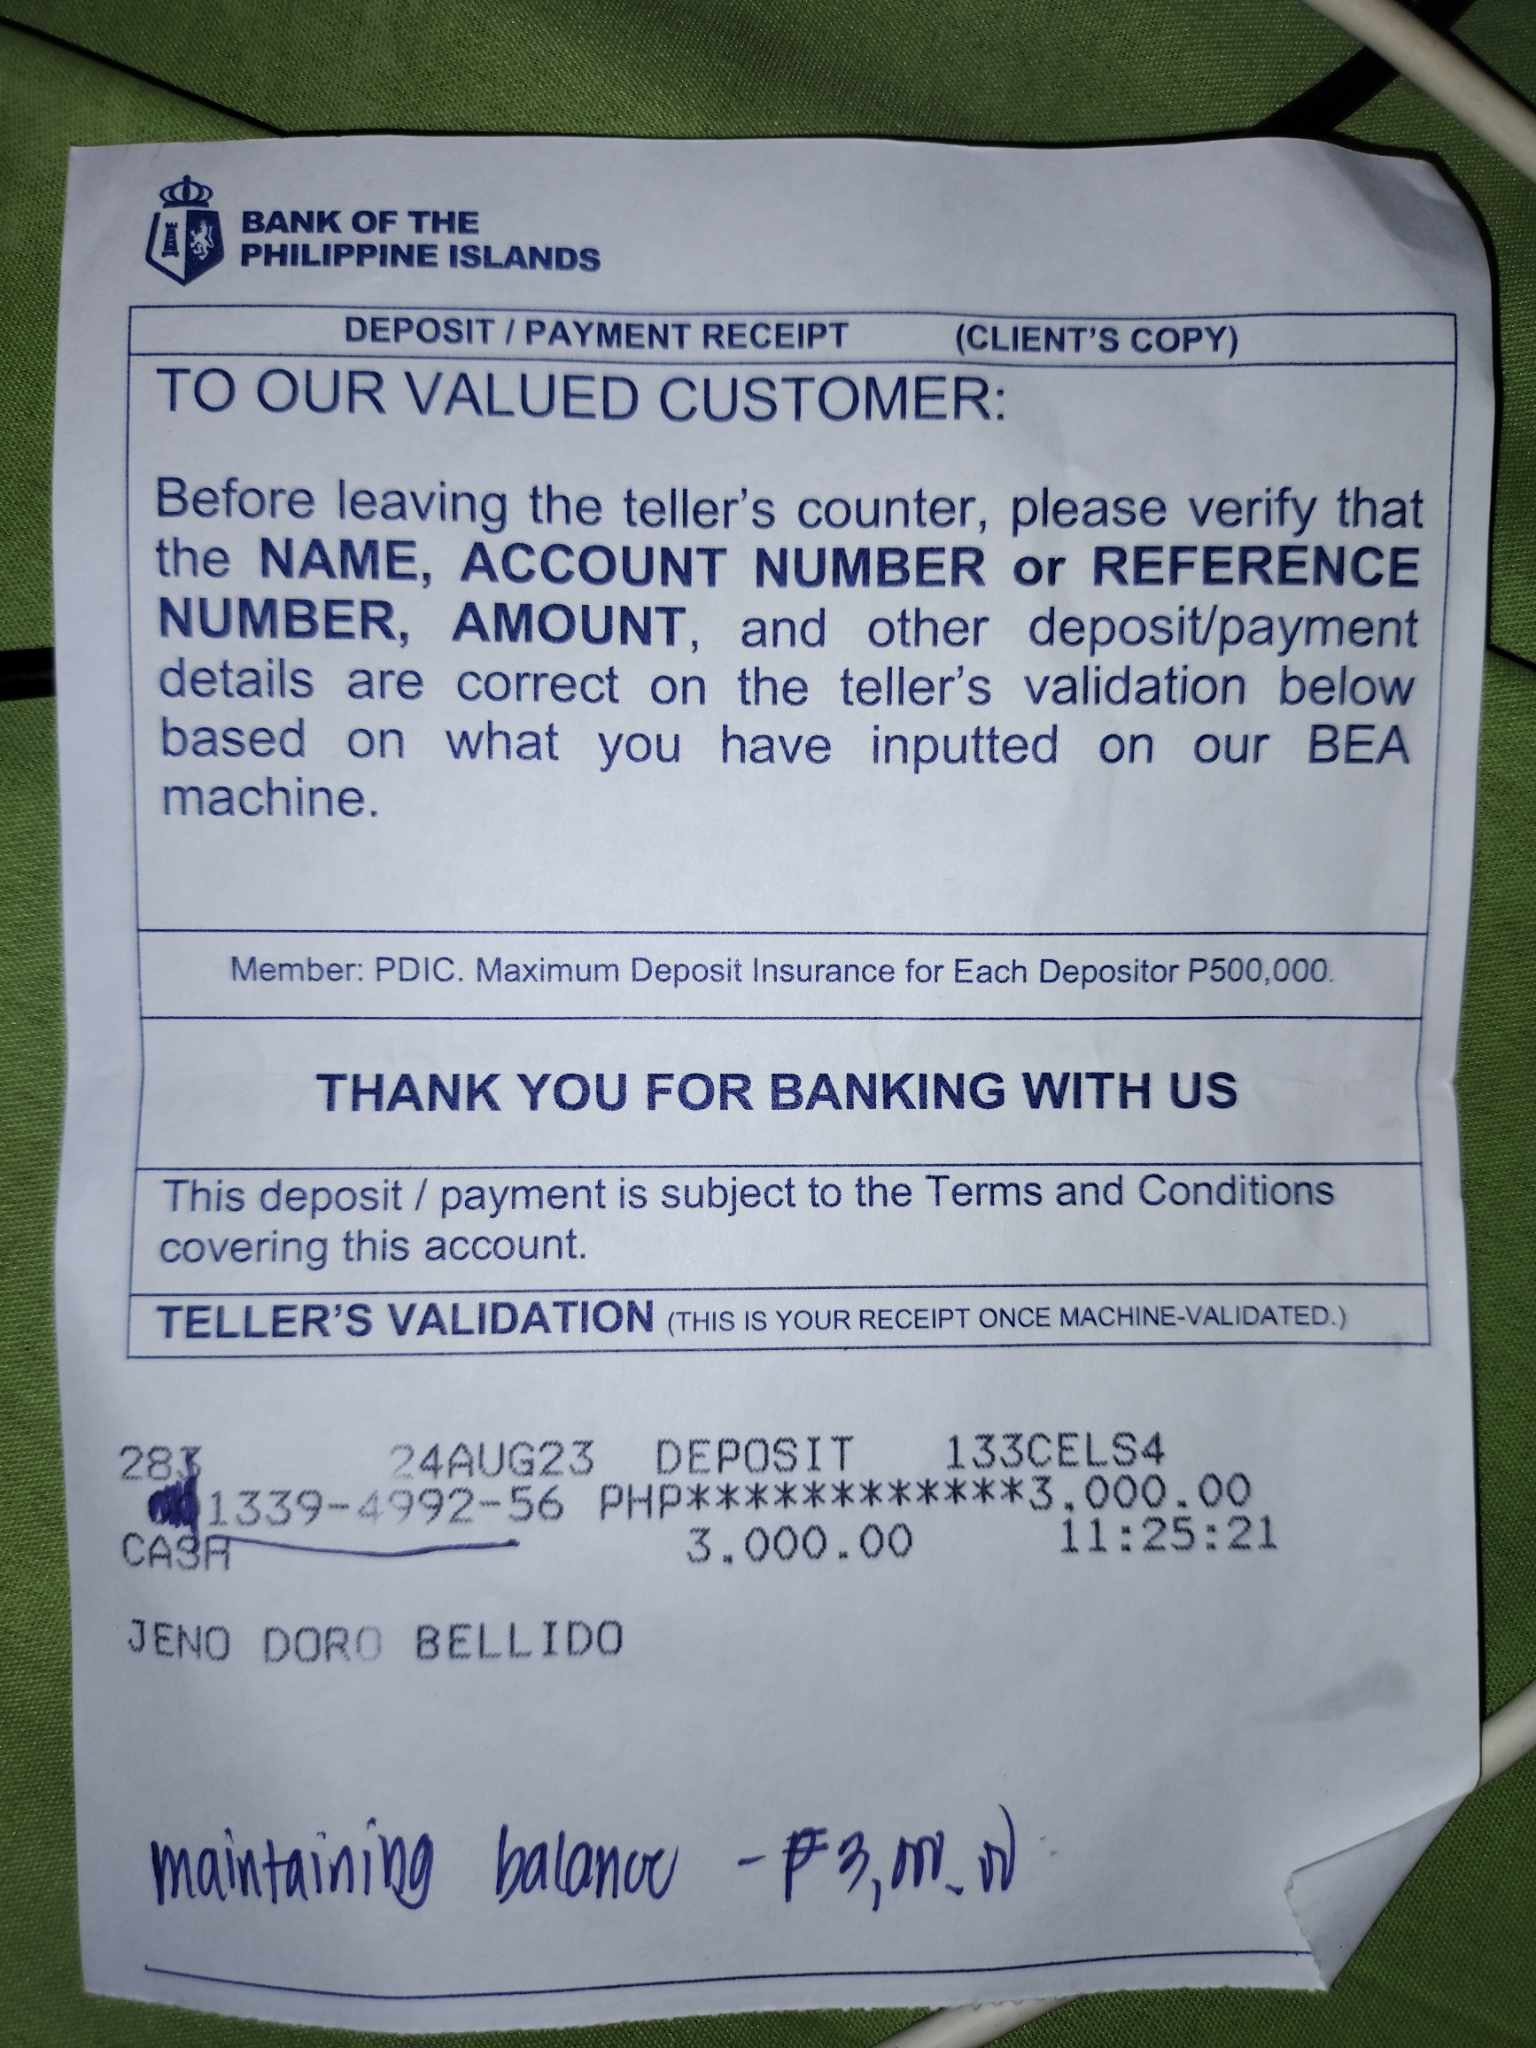 BANK OF THE
PHILIPPINE ISLANDS
DEPOSIT / PAYMENT RECEIPT (CLIENT'S COPY)
TO OUR VALUED CUSTOMER:
Before leaving the teller's counter, please verify that
the NAME, ACCOUNT NUMBER or REFERENCE
NUMBER, AMOUNT, and other deposit/payment
details are correct on the teller's validation below
based on what you have inputted on our BEA
machine.
Member: PDIC. Maximum Deposit Insurance for Each Depositor P500,000.
THANK YOU FOR BANKING WITH US
This deposit / payment is subject to the Terms and Conditions
covering this account.
TELLER'S VALIDATION (THIS IS YOUR RECEIPT ONCE MACHINE-VALIDATED.)
283 24AUG23 DEPOSIT 133CELS4
1339-4992-56 PHP************3,000.00
CASH 3,000.00 11:25:21
JENO DORO BELLIDO
maintaining balance - ₱3,000.00